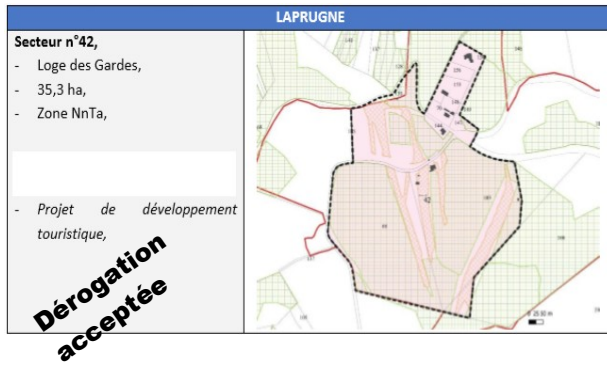 LAPRUGNE
Secteur n°42,
- Loge des Gardes,
- 35,3 ha,
- Zone NnTa,
- Projet de développement
touristique,
Dérogation
acceptée
42